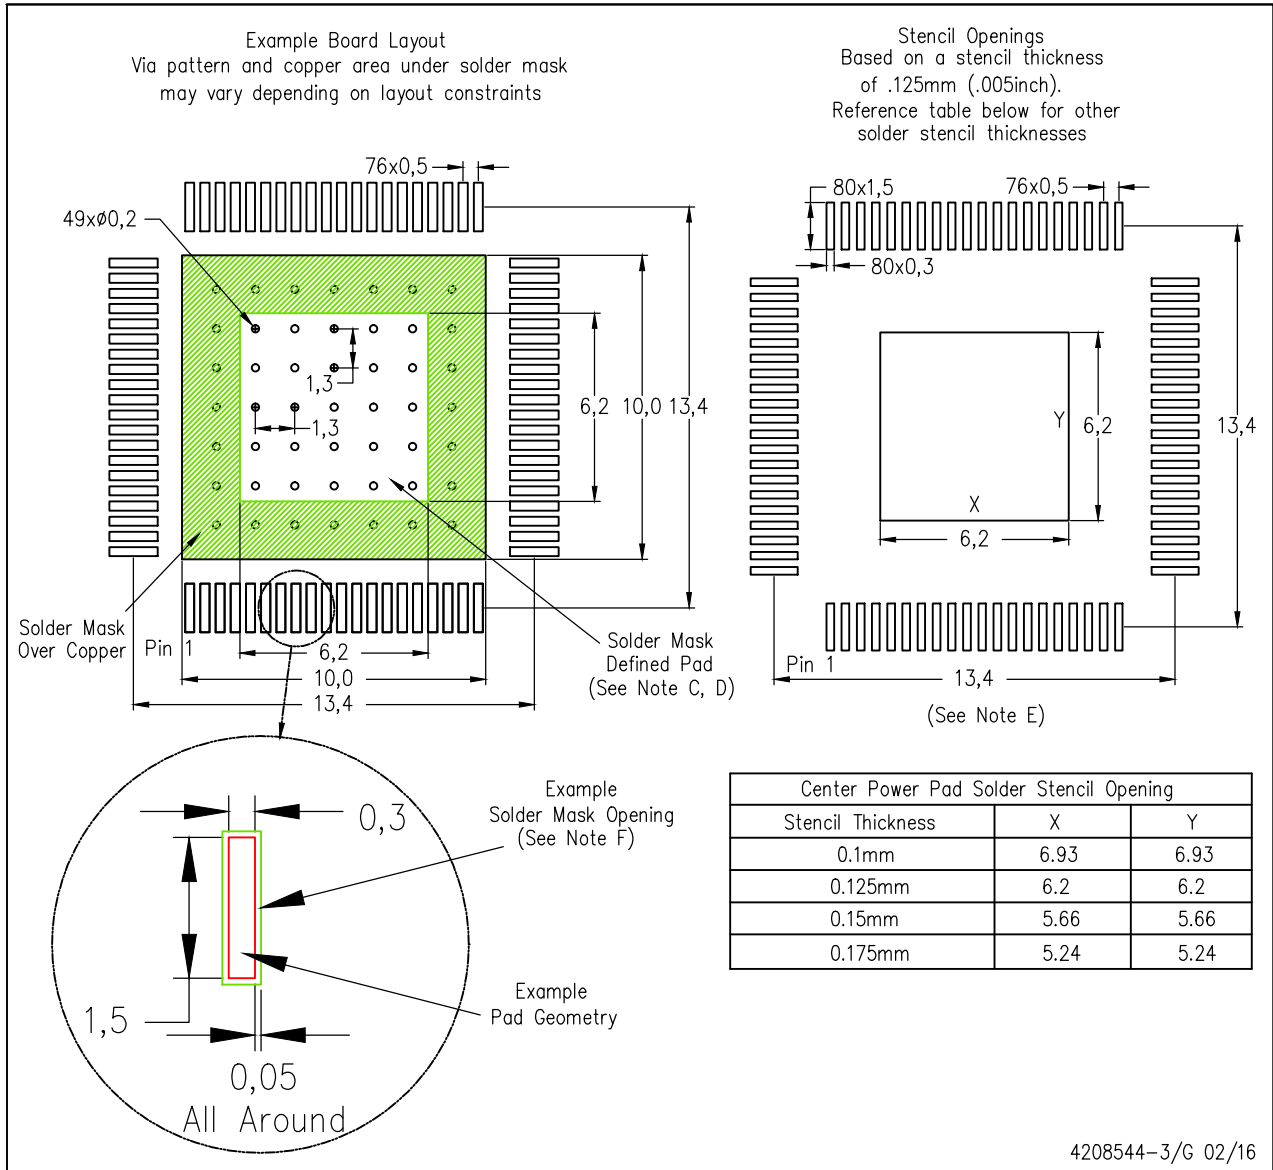 Example Board Layout
Via pattern and copper area under solder mask
may vary depending on layout constraints
76x0,5
49xø0,2
1,3
1,3
6,2
10,0
13,4
Solder Mask
Over Copper
Pin 1
6,2
10,0
13,4
Solder Mask
Defined Pad
(See Note C, D)
Stencil Openings
Based on a stencil thickness
of .125mm (.005inch).
Reference table below for other
solder stencil thicknesses
80x1,5
76x0,5
80x0,3
Y
6,2
13,4
X
6,2
Pin 1
13,4
(See Note E)
0,3
Example
Solder Mask Opening
(See Note F)
1,5
Example
Pad Geometry
0,05
All Around
Center Power Pad Solder Stencil Opening
Stencil Thickness X Y
0.1mm 6.93 6.93
0.125mm 6.2 6.2
0.15mm 5.66 5.66
0.175mm 5.24 5.24
4208544-3/G 02/16